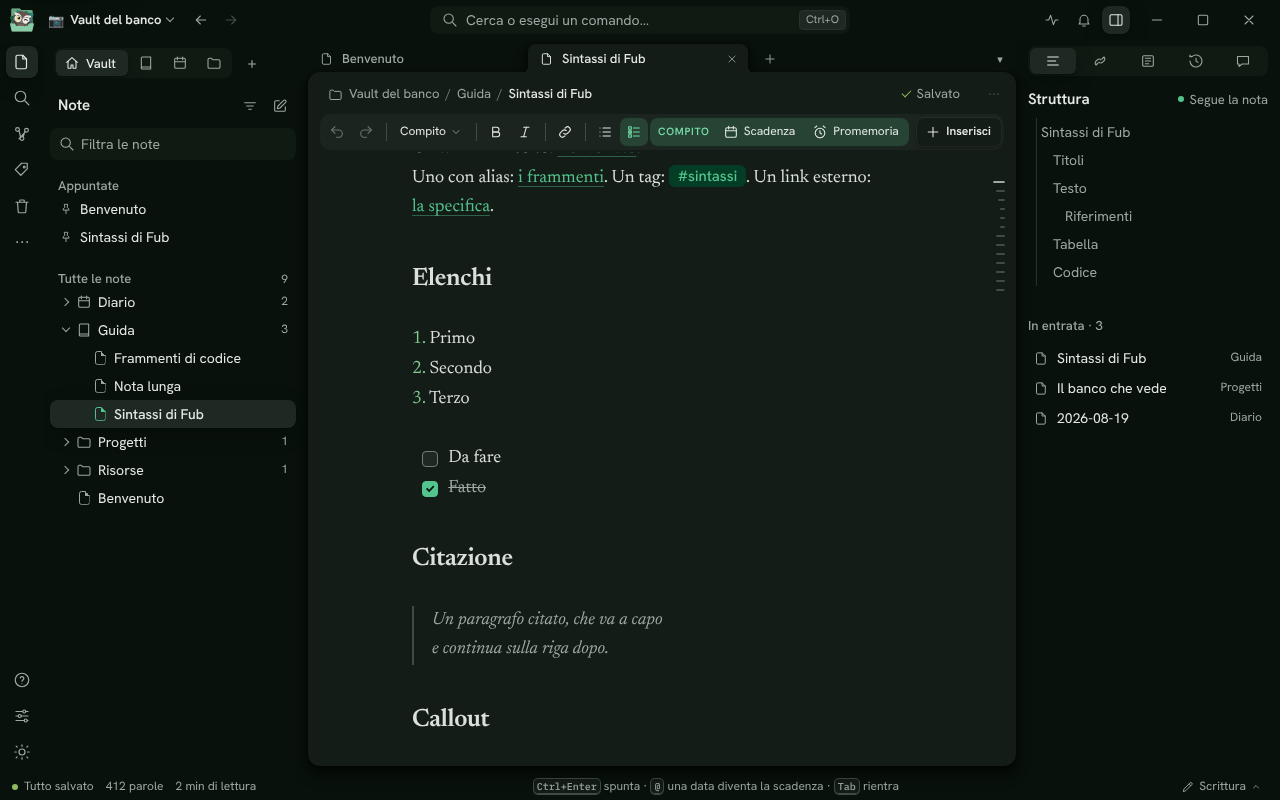 Vault del banco
Cerca o esegui un comando...
Ctrl+O
Vault
Note
Filtra le note
Appuntate
Benvenuto
Sintassi di Fub
Tutte le note 9
Diario 2
Guida 3
Frammenti di codice
Nota lunga
Sintassi di Fub
Progetti 1
Risorse 1
Benvenuto
Benvenuto
Sintassi di Fub
Vault del banco / Guida / Sintassi di Fub
Salvato
Compito
B I
COMPITO Scadenza Promemoria
Inserisci
Uno con alias: i frammenti. Un tag: #sintassi. Un link esterno:
la specifica.
Elenchi
1. Primo
2. Secondo
3. Terzo
Da fare
Fatto
Citazione
Un paragrafo citato, che va a capo
e continua sulla riga dopo.
Callout
Struttura
Segue la nota
Sintassi di Fub
Titoli
Testo
Riferimenti
Tabella
Codice
In entrata · 3
Sintassi di Fub Guida
Il banco che vede Progetti
2026-08-19 Diario
Tutto salvato 412 parole 2 min di lettura
Ctrl+Enter spunta · @ una data diventa la scadenza · Tab rientra
Scrittura